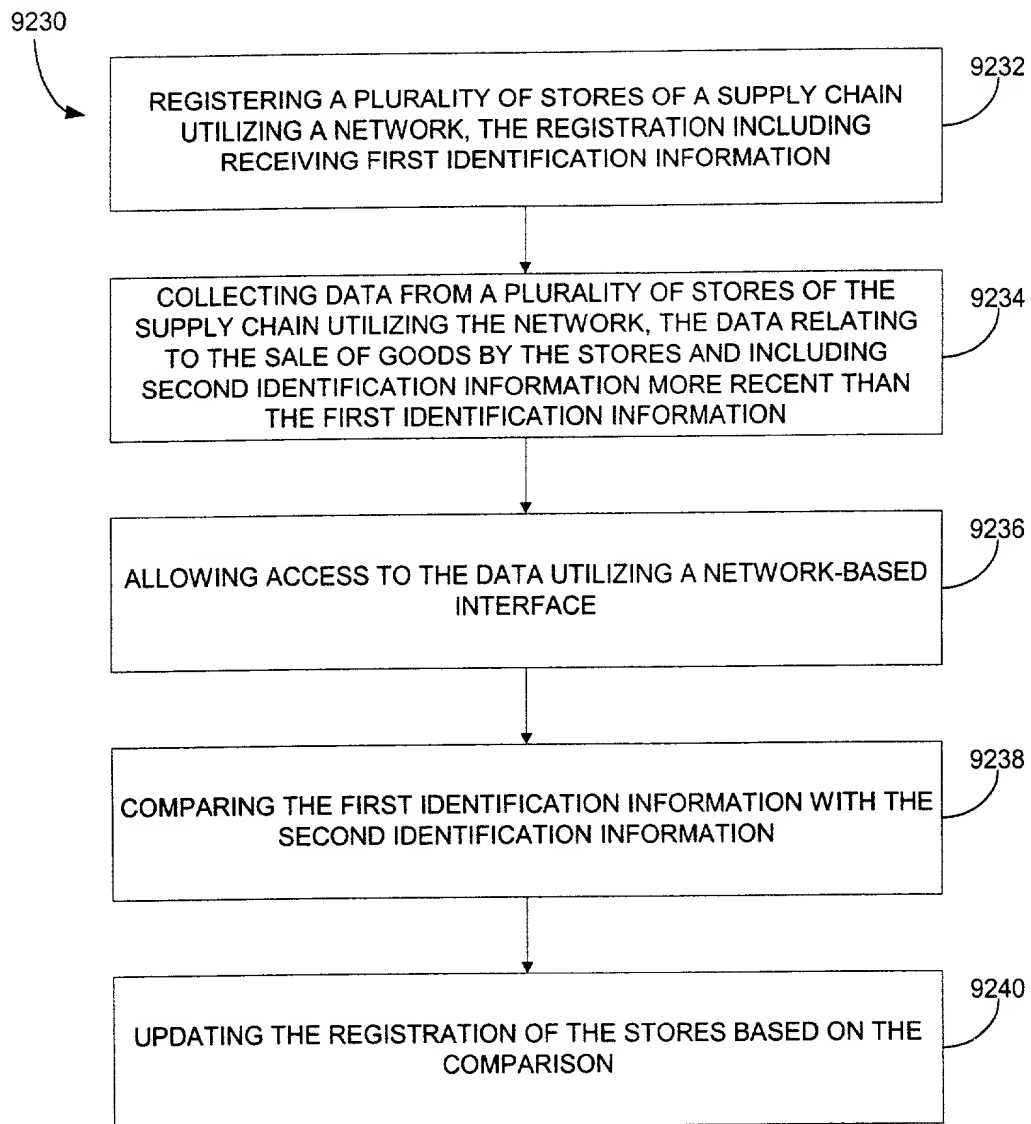 9230
9232
REGISTERING A PLURALITY OF STORES OF A SUPPLY CHAIN
UTILIZING A NETWORK, THE REGISTRATION INCLUDING
RECEIVING FIRST IDENTIFICATION INFORMATION
9234
COLLECTING DATA FROM A PLURALITY OF STORES OF THE
SUPPLY CHAIN UTILIZING THE NETWORK, THE DATA RELATING
TO THE SALE OF GOODS BY THE STORES AND INCLUDING
SECOND IDENTIFICATION INFORMATION MORE RECENT THAN
THE FIRST IDENTIFICATION INFORMATION
9236
ALLOWING ACCESS TO THE DATA UTILIZING A NETWORK-BASED
INTERFACE
9238
COMPARING THE FIRST IDENTIFICATION INFORMATION WITH THE
SECOND IDENTIFICATION INFORMATION
9240
UPDATING THE REGISTRATION OF THE STORES BASED ON THE
COMPARISON